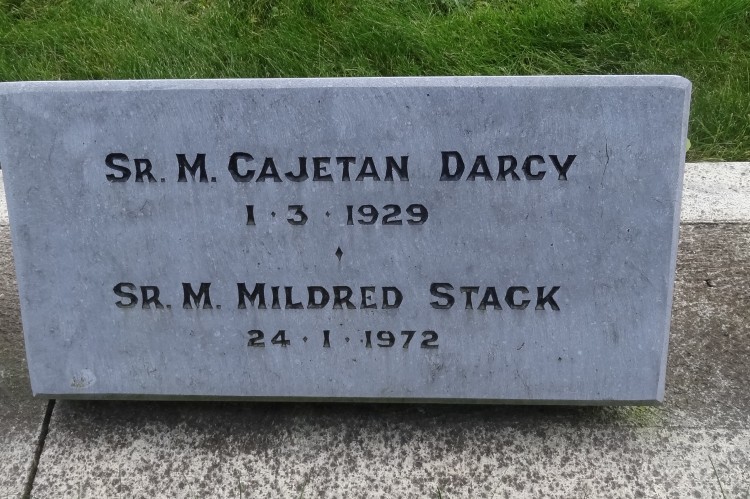 SR. M. CAJETAN DARCY
1 · 3 · 1929
SR. M. MILDRED STACK
24 · 1 · 1972